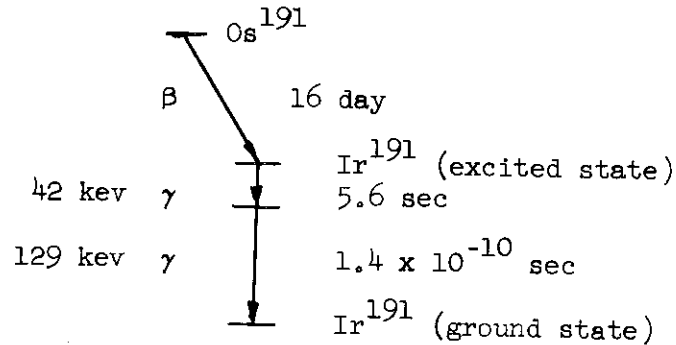 Os¹⁹¹
β 16 day
Ir¹⁹¹ (excited state)
42 kev γ 5.6 sec
129 kev γ 1.4 x 10⁻¹⁰ sec
Ir¹⁹¹ (ground state)